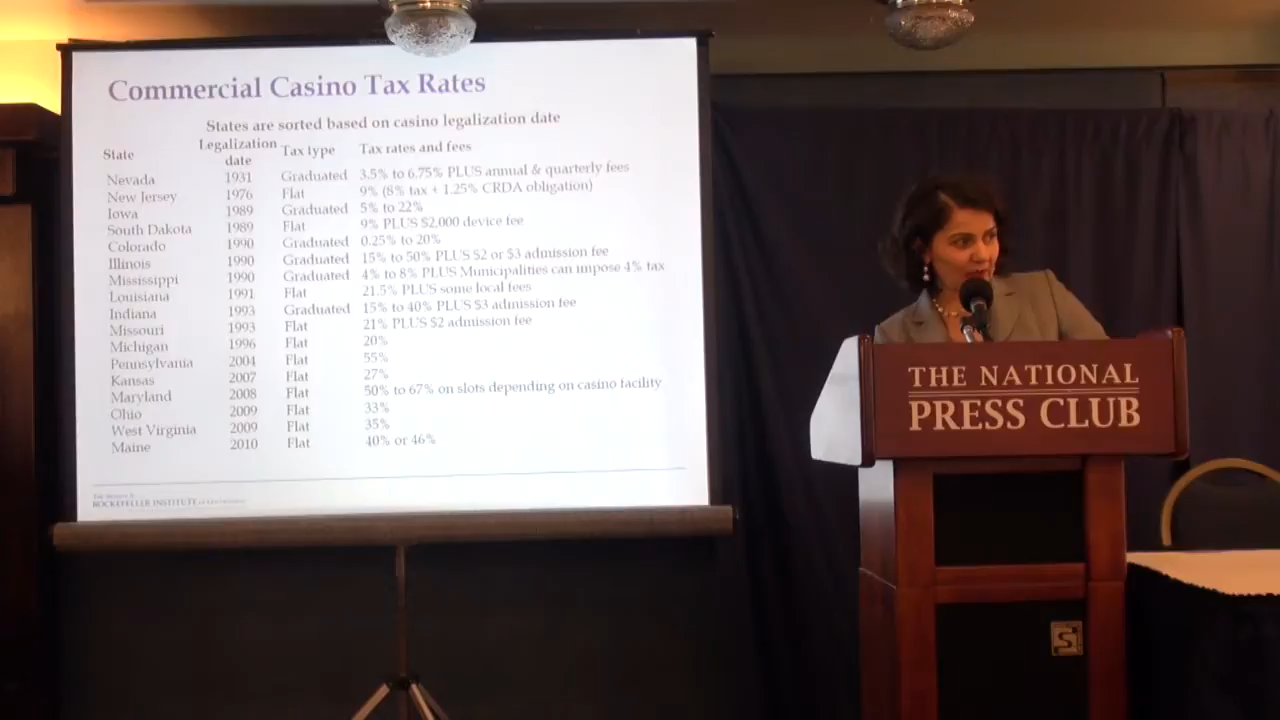 Commercial Casino Tax Rates
States are sorted based on casino legalization date
State Legalization date Tax type Tax rates and fees
Nevada 1931 Graduated 3.5% to 6.75% PLUS annual & quarterly fees
New Jersey 1976 Flat 9% (8% tax + 1.25% CRDA obligation)
Iowa 1989 Graduated 5% to 22%
South Dakota 1989 Flat 9% PLUS $2,000 device fee
Colorado 1990 Graduated 0.25% to 20%
Illinois 1990 Graduated 15% to 50% PLUS $2 or $3 admission fee
Mississippi 1990 Graduated 4% to 8% PLUS Municipalities can impose 4% tax
Louisiana 1991 Flat 21.5% PLUS some local fees
Indiana 1993 Graduated 15% to 40% PLUS $3 admission fee
Missouri 1993 Flat 21% PLUS $2 admission fee
Michigan 1996 Flat 20%
Pennsylvania 2004 Flat 55%
Kansas 2007 Flat 27%
Maryland 2008 Flat 50% to 67% on slots depending on casino facility
Ohio 2009 Flat 33%
West Virginia 2009 Flat 35%
Maine 2010 Flat 40% or 46%
ROCKEFELLER INSTITUTE
THE NATIONAL
PRESS CLUB